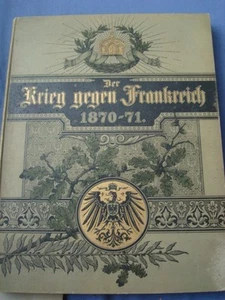 Der
Krieg gegen Frankreich
1870-71.